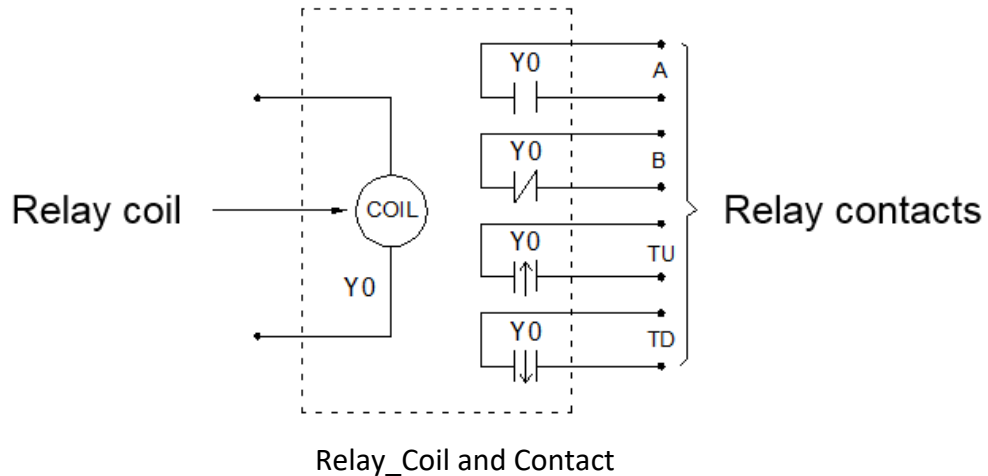 Y0
A
Y0
B
Relay coil
COIL
Relay contacts
Y0
TU
Y0
Y0
TD
Relay_Coil and Contact